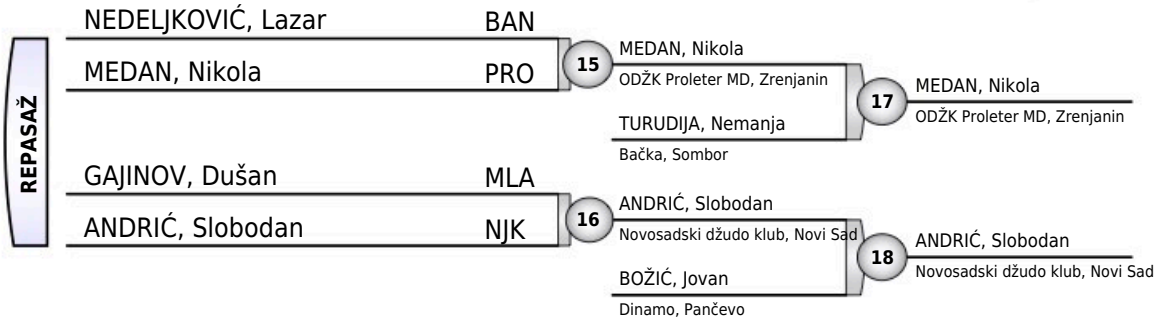 REPASAŽ
NEDELJKOVIĆ, Lazar BAN
MEDAN, Nikola PRO
15
MEDAN, Nikola
ODŽK Proleter MD, Zrenjanin
TURUDIJA, Nemanja
Bačka, Sombor
17
MEDAN, Nikola
ODŽK Proleter MD, Zrenjanin
GAJINOV, Dušan MLA
ANDRIĆ, Slobodan NJK
16
ANDRIĆ, Slobodan
Novosadski džudo klub, Novi Sad
BOŽIĆ, Jovan
Dinamo, Pančevo
18
ANDRIĆ, Slobodan
Novosadski džudo klub, Novi Sad